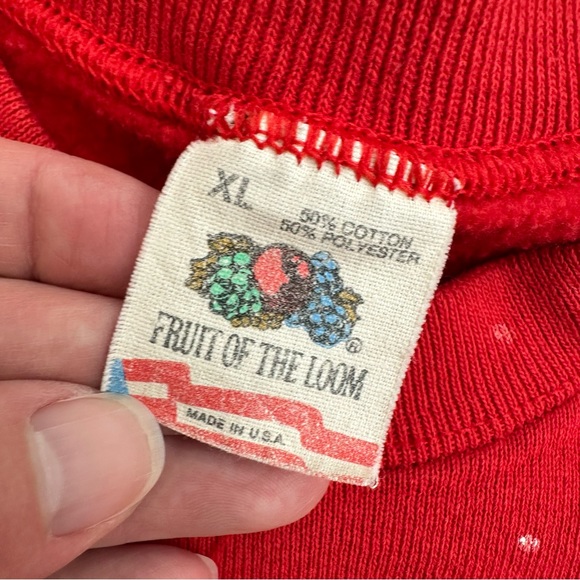 XL
50% COTTON
50% POLYESTER
®
FRUIT OF THE LOOM
MADE IN U.S.A.